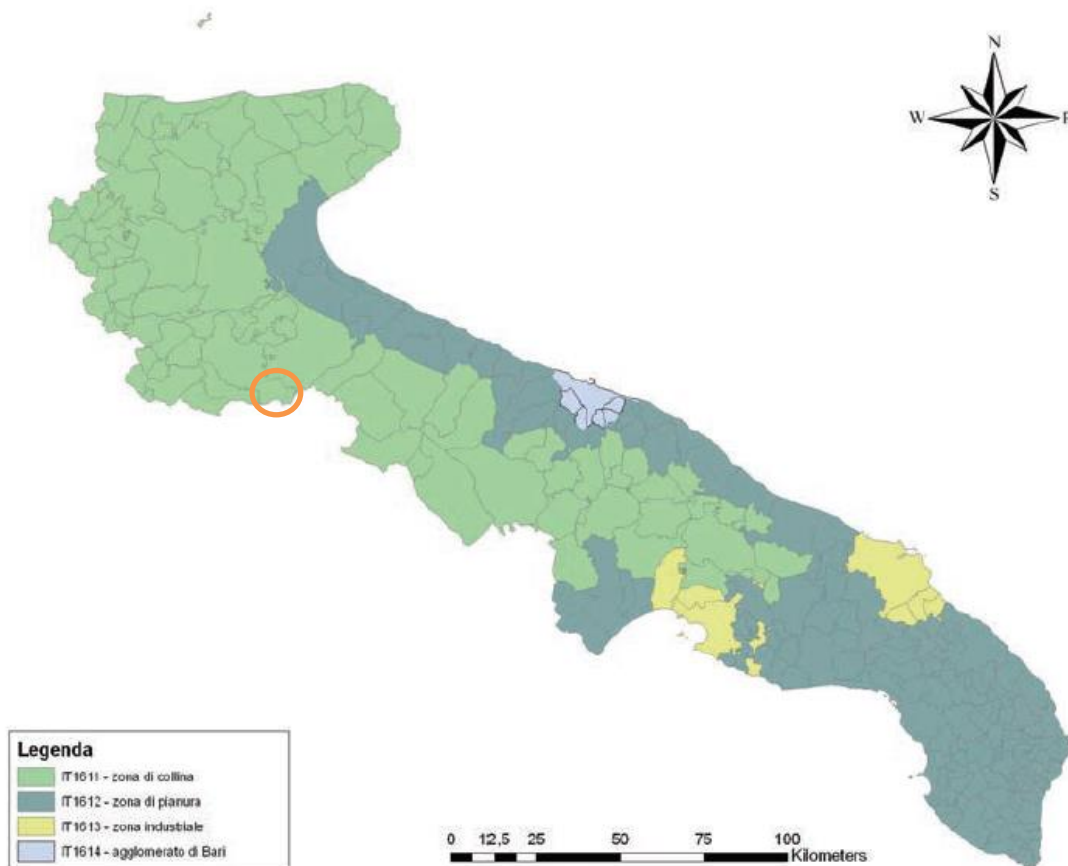 N
W
E
S
Legenda
IT1611 - zona di collina
IT1612 - zona di pianura
IT1613 - zona industriale
IT1614 - agglomerato di Bari
0 12,5 25 50 75 100
Kilometers